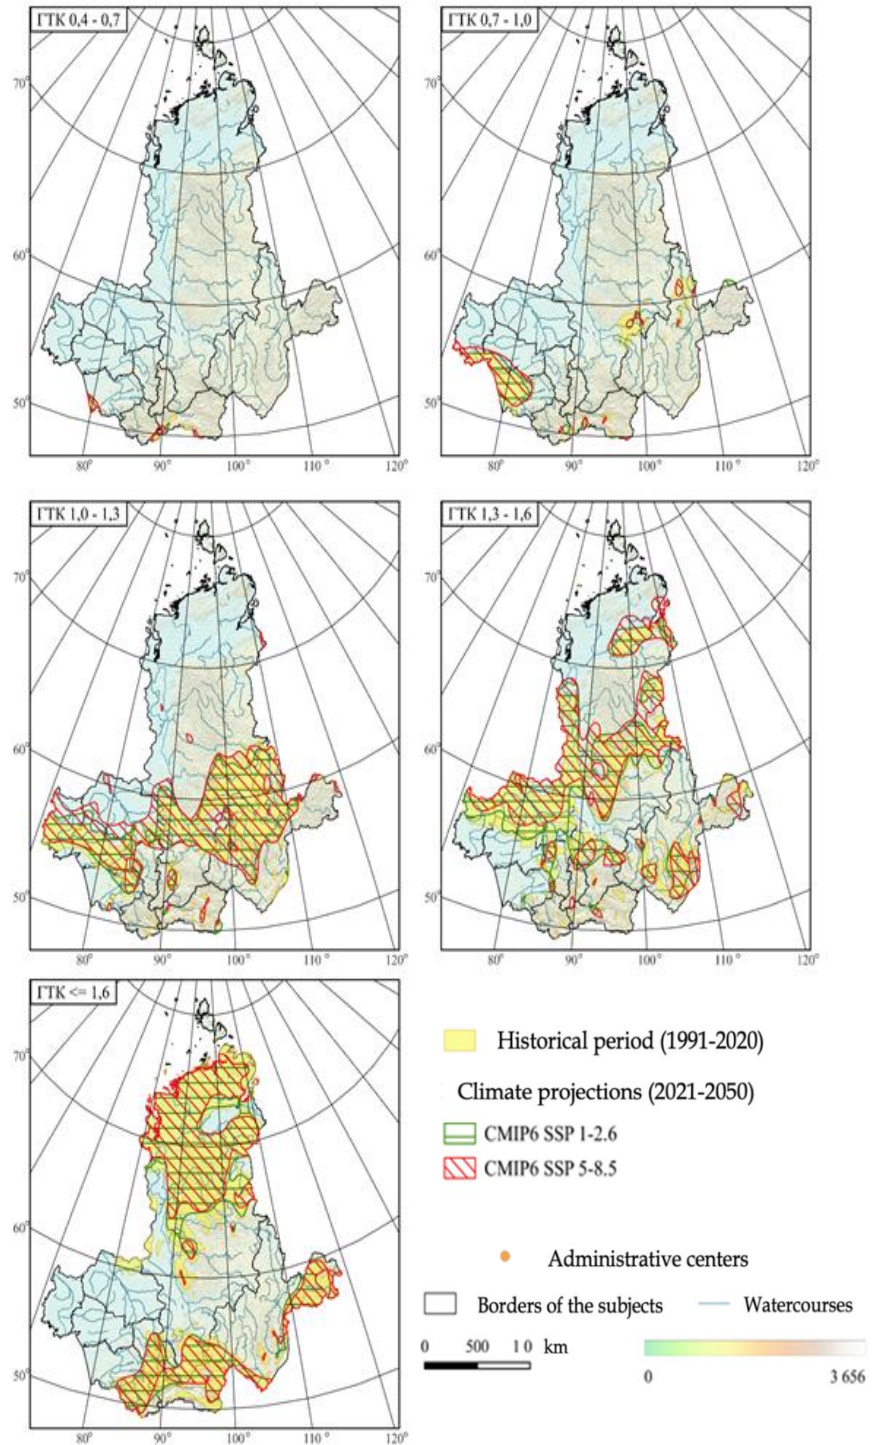 ГТК 0,4 - 0,7
70°
60°
50°
80°
90°
100°
110°
120°
ГТК 0,7 - 1,0
70°
60°
50°
80°
90°
100°
110°
120°
ГТК 1,0 - 1,3
70°
60°
50°
80°
90°
100°
110°
120°
ГТК 1,3 - 1,6
70°
60°
50°
80°
90°
100°
110°
120°
ГТК <= 1,6
70°
60°
50°
80°
90°
100°
110°
120°
Historical period (1991-2020)
Climate projections (2021-2050)
CMIP6 SSP 1-2.6
CMIP6 SSP 5-8.5
Administrative centers
Borders of the subjects
Watercourses
0 500 1 0 km
0 3 656